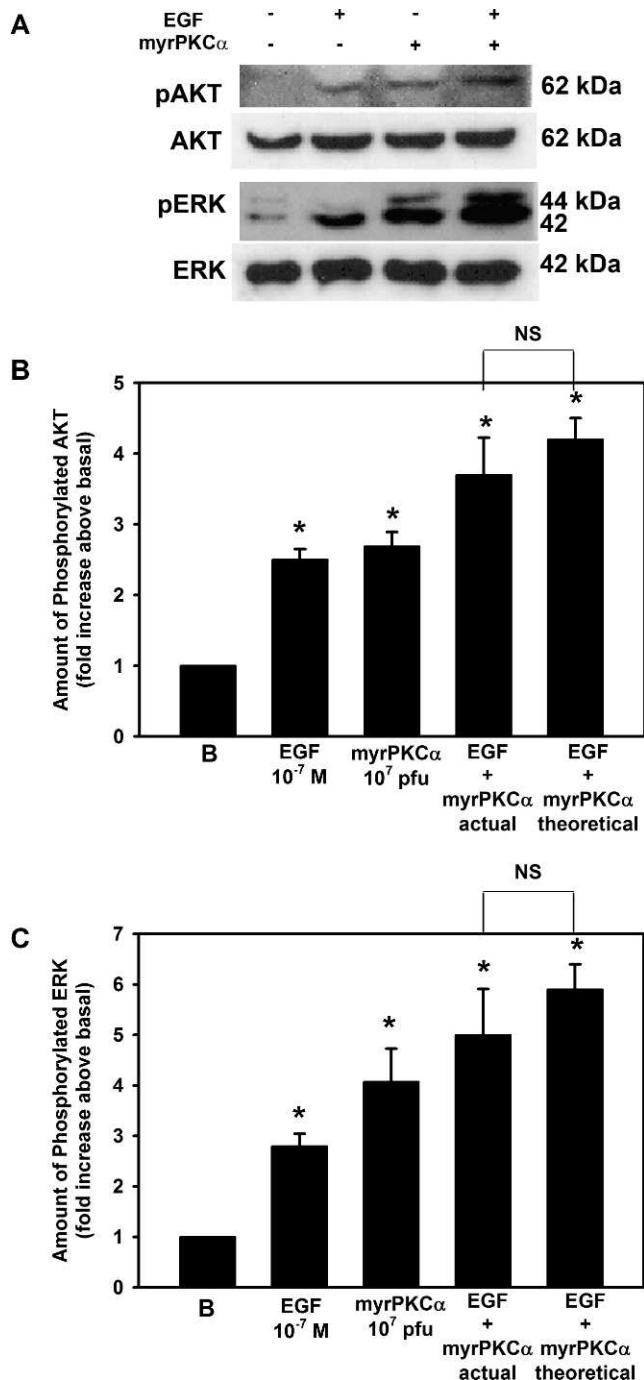 A
EGF - + - +
myrPKCα - - + +
pAKT 62 kDa
AKT 62 kDa
pERK 44 kDa
42
ERK 42 kDa
B
NS
Amount of Phosphorylated AKT
(fold increase above basal)
5
4
3
2
1
0
* * * *
B
EGF
10⁻⁷ M
myrPKCα
10⁷ pfu
EGF
+
myrPKCα
actual
EGF
+
myrPKCα
theoretical
C
NS
Amount of Phosphorylated ERK
(fold increase above basal)
7
6
5
4
3
2
1
0
* * * *
B
EGF
10⁻⁷ M
myrPKCα
10⁷ pfu
EGF
+
myrPKCα
actual
EGF
+
myrPKCα
theoretical